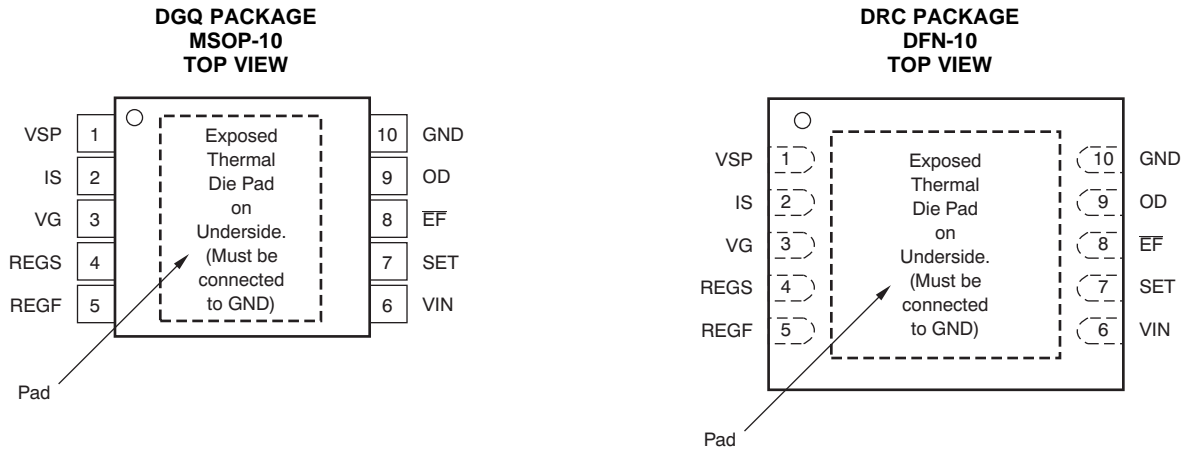 DGQ PACKAGE
MSOP-10
TOP VIEW
VSP 1
IS 2
VG 3
REGS 4
REGF 5
10 GND
9 OD
8 E̅F̅
7 SET
6 VIN
Exposed
Thermal
Die Pad
on
Underside.
(Must be
connected
to GND)
Pad
DRC PACKAGE
DFN-10
TOP VIEW
VSP 1
IS 2
VG 3
REGS 4
REGF 5
10 GND
9 OD
8 E̅F̅
7 SET
6 VIN
Exposed
Thermal
Die Pad
on
Underside.
(Must be
connected
to GND)
Pad